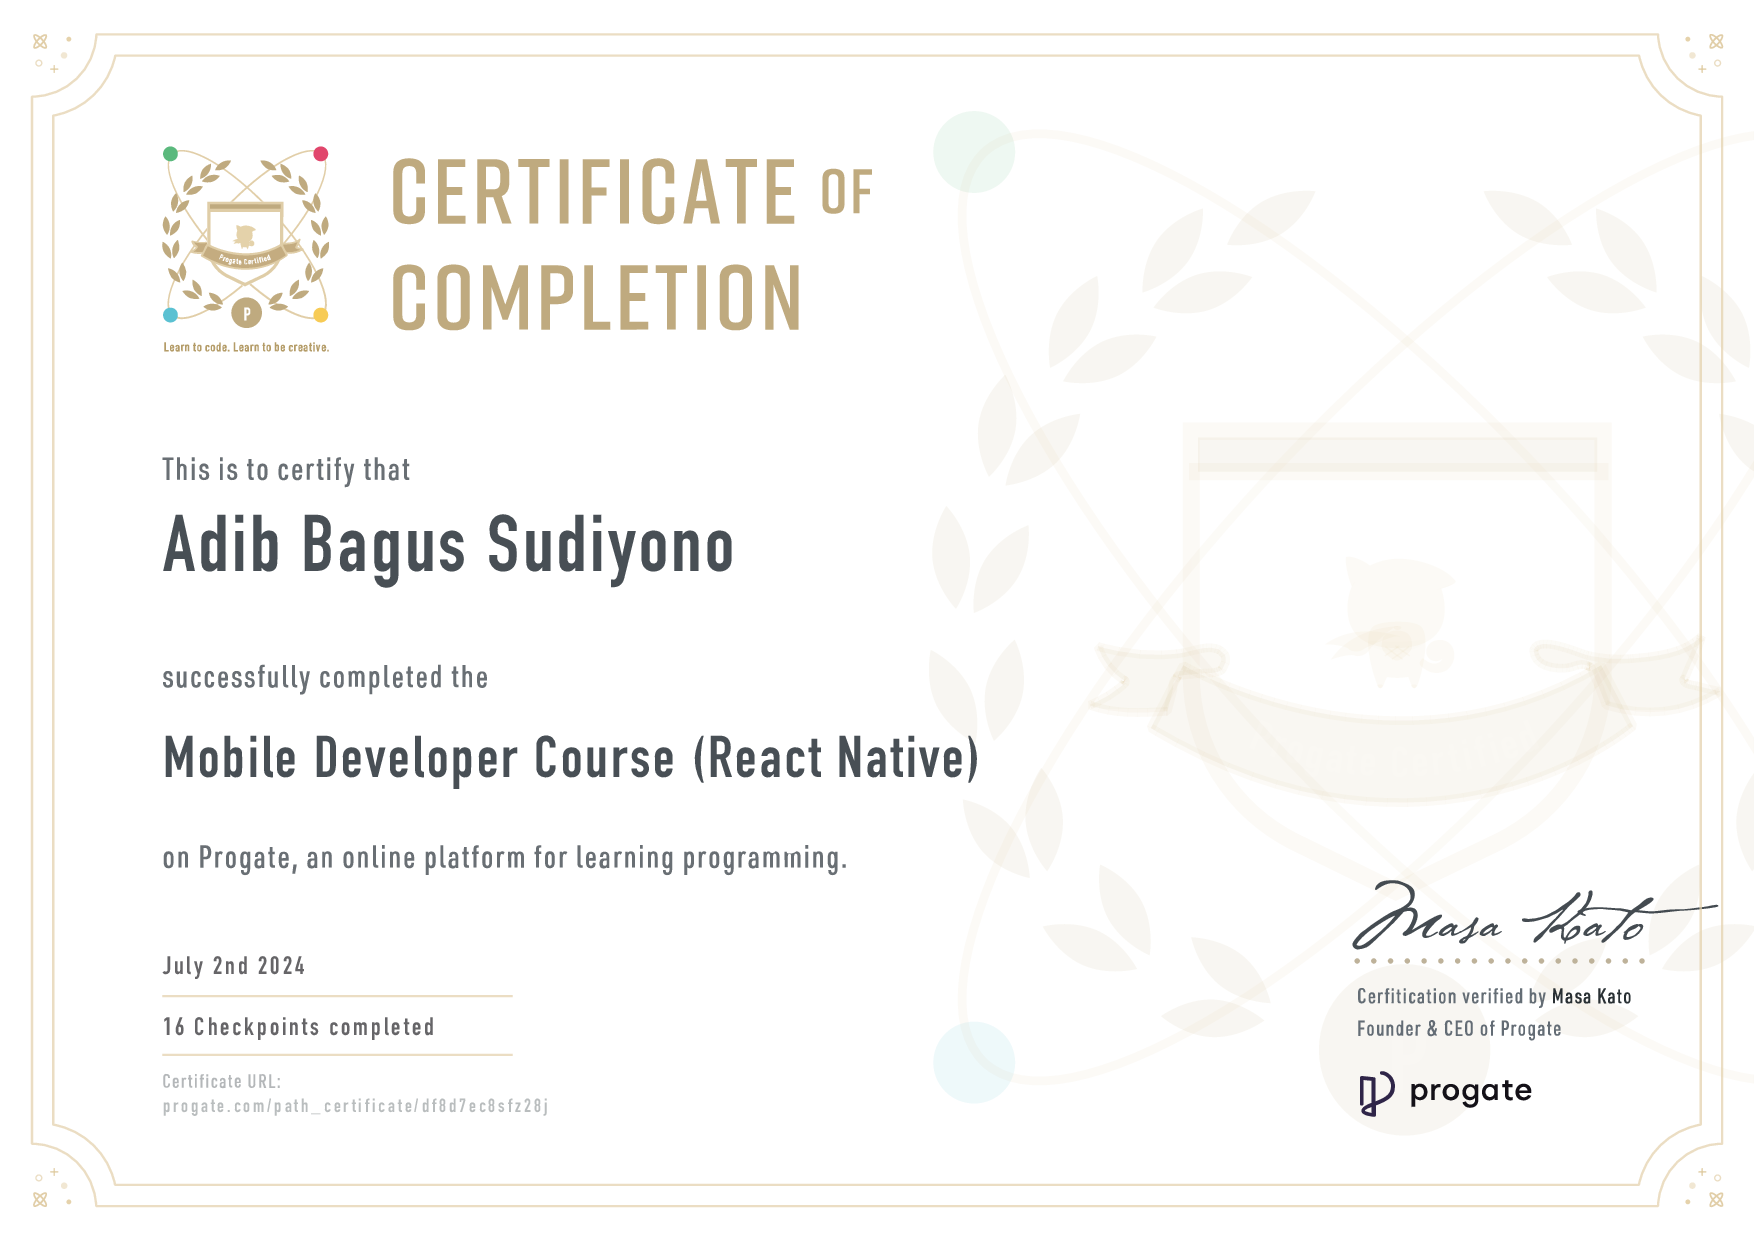 CERTIFICATE OF
COMPLETION
Progate Certified
P
Learn to code. Learn to be creative.
This is to certify that
Adib Bagus Sudiyono
successfully completed the
Mobile Developer Course (React Native)
on Progate, an online platform for learning programming.
July 2nd 2024
16 Checkpoints completed
Certificate URL:
progate.com/path_certificate/df8d7ec8sfz28j
Masa Kato
Cerfitication verified by Masa Kato
Founder & CEO of Progate
progate